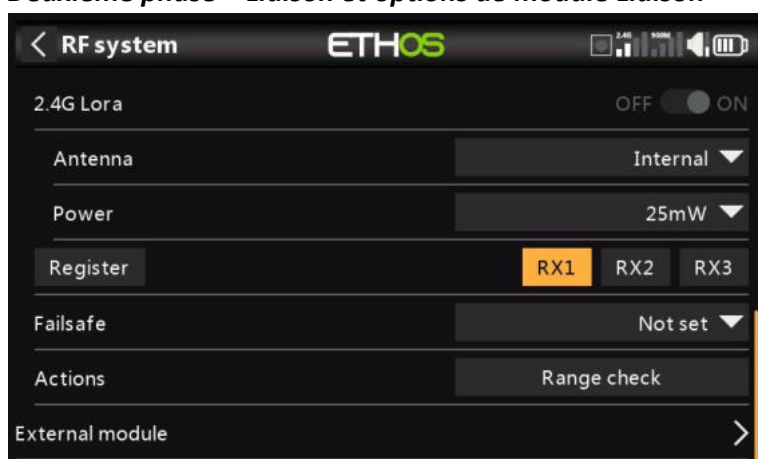 Deuxième phase – Liaison et options de module Liaison
RF system ETHOS 2.4G 900M
2.4G Lora OFF ON
Antenna Internal
Power 25mW
Register RX1 RX2 RX3
Failsafe Not set
Actions Range check
External module